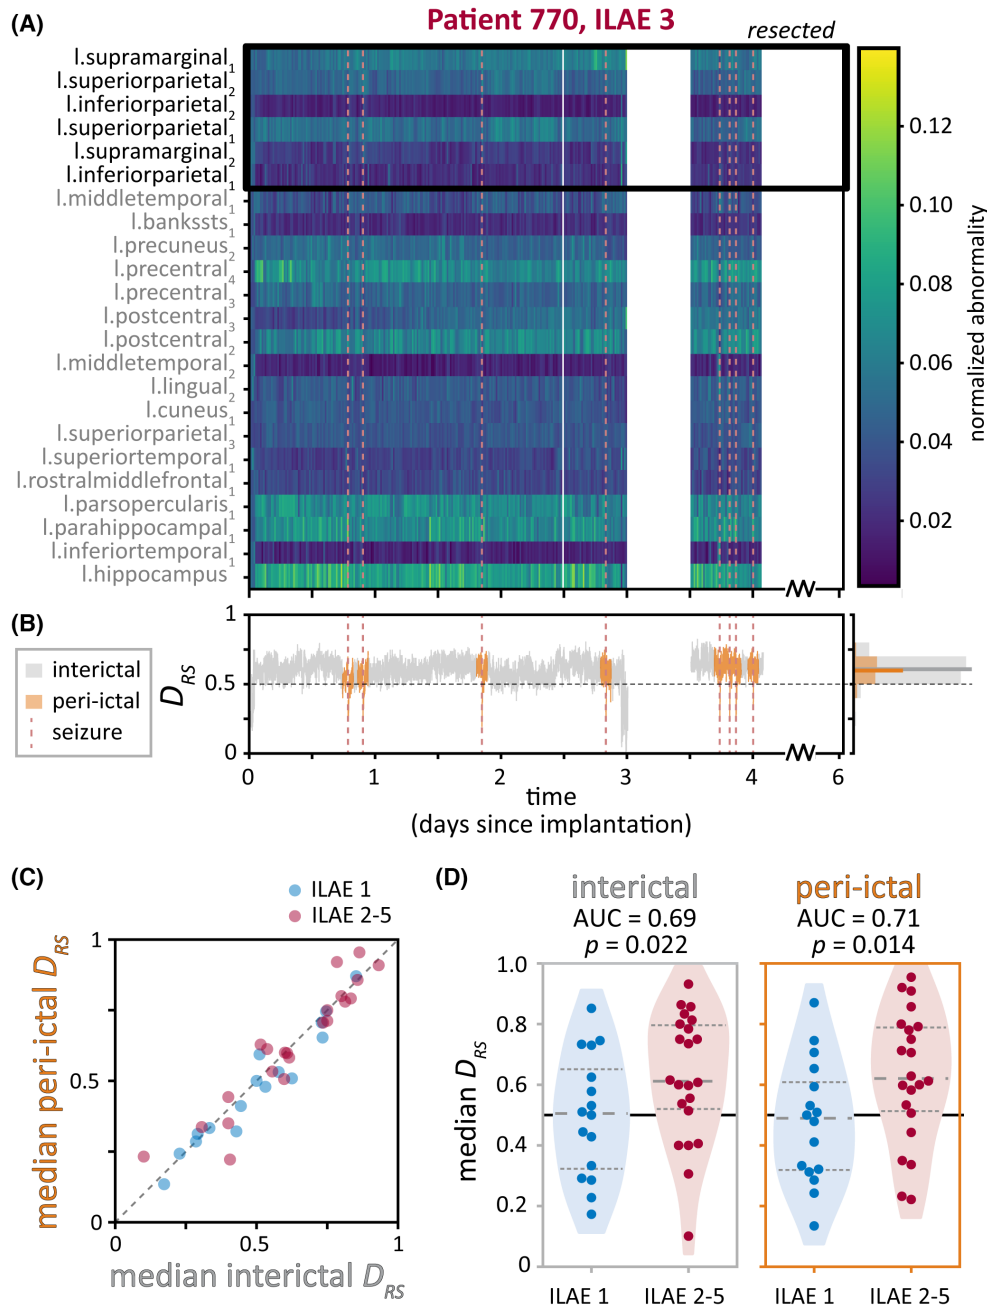 (A)
Patient 770, ILAE 3
resected
l.supramarginal1
l.superiorparietal2
l.inferiorparietal2
l.superiorparietal1
l.supramarginal2
l.inferiorparietal1
l.middletemporal1
l.bankssts1
l.precuneus2
l.precentral4
l.precentral3
l.postcentral3
l.postcentral2
l.middletemporal2
l.lingual2
l.cuneus1
l.superiorparietal3
l.superiortemporal1
l.rostralmiddlefrontal1
l.parsopercularis1
l.parahippocampal1
l.inferiortemporal1
l.hippocampus
0.12
0.10
0.08
0.06
0.04
0.02
normalized abnormality
(B)
interictal
peri-ictal
seizure
DRS
1
0.5
0
0 1 2 3 4 6
time
(days since implantation)
(C)
ILAE 1
ILAE 2-5
median peri-ictal DRS
1
0.5
0
0 0.5 1
median interictal DRS
(D)
interictal
AUC = 0.69
p = 0.022
peri-ictal
AUC = 0.71
p = 0.014
median DRS
1.0
0.8
0.6
0.4
0.2
0
ILAE 1 ILAE 2-5 ILAE 1 ILAE 2-5